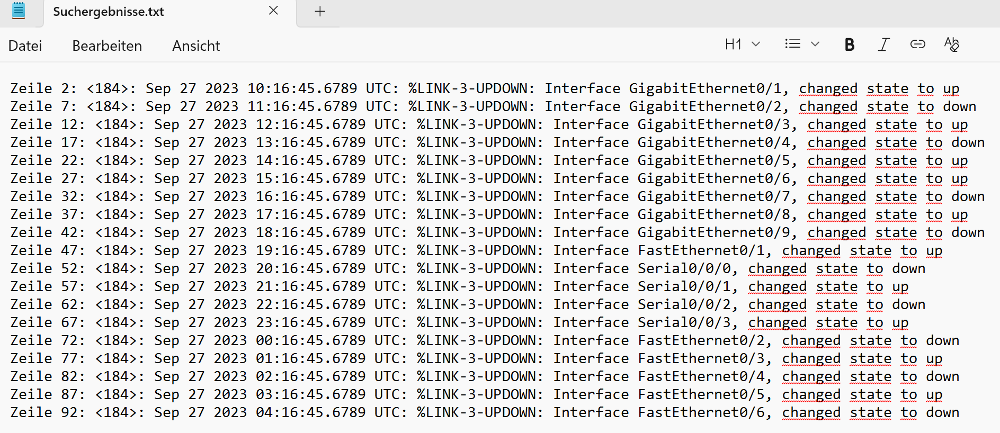 Suchergebnisse.txt
Datei Bearbeiten Ansicht H1 B I
Zeile 2: <184>: Sep 27 2023 10:16:45.6789 UTC: %LINK-3-UPDOWN: Interface GigabitEthernet0/1, changed state to up
Zeile 7: <184>: Sep 27 2023 11:16:45.6789 UTC: %LINK-3-UPDOWN: Interface GigabitEthernet0/2, changed state to down
Zeile 12: <184>: Sep 27 2023 12:16:45.6789 UTC: %LINK-3-UPDOWN: Interface GigabitEthernet0/3, changed state to up
Zeile 17: <184>: Sep 27 2023 13:16:45.6789 UTC: %LINK-3-UPDOWN: Interface GigabitEthernet0/4, changed state to down
Zeile 22: <184>: Sep 27 2023 14:16:45.6789 UTC: %LINK-3-UPDOWN: Interface GigabitEthernet0/5, changed state to up
Zeile 27: <184>: Sep 27 2023 15:16:45.6789 UTC: %LINK-3-UPDOWN: Interface GigabitEthernet0/6, changed state to up
Zeile 32: <184>: Sep 27 2023 16:16:45.6789 UTC: %LINK-3-UPDOWN: Interface GigabitEthernet0/7, changed state to down
Zeile 37: <184>: Sep 27 2023 17:16:45.6789 UTC: %LINK-3-UPDOWN: Interface GigabitEthernet0/8, changed state to up
Zeile 42: <184>: Sep 27 2023 18:16:45.6789 UTC: %LINK-3-UPDOWN: Interface GigabitEthernet0/9, changed state to down
Zeile 47: <184>: Sep 27 2023 19:16:45.6789 UTC: %LINK-3-UPDOWN: Interface FastEthernet0/1, changed state to up
Zeile 52: <184>: Sep 27 2023 20:16:45.6789 UTC: %LINK-3-UPDOWN: Interface Serial0/0/0, changed state to down
Zeile 57: <184>: Sep 27 2023 21:16:45.6789 UTC: %LINK-3-UPDOWN: Interface Serial0/0/1, changed state to up
Zeile 62: <184>: Sep 27 2023 22:16:45.6789 UTC: %LINK-3-UPDOWN: Interface Serial0/0/2, changed state to down
Zeile 67: <184>: Sep 27 2023 23:16:45.6789 UTC: %LINK-3-UPDOWN: Interface Serial0/0/3, changed state to up
Zeile 72: <184>: Sep 27 2023 00:16:45.6789 UTC: %LINK-3-UPDOWN: Interface FastEthernet0/2, changed state to down
Zeile 77: <184>: Sep 27 2023 01:16:45.6789 UTC: %LINK-3-UPDOWN: Interface FastEthernet0/3, changed state to up
Zeile 82: <184>: Sep 27 2023 02:16:45.6789 UTC: %LINK-3-UPDOWN: Interface FastEthernet0/4, changed state to down
Zeile 87: <184>: Sep 27 2023 03:16:45.6789 UTC: %LINK-3-UPDOWN: Interface FastEthernet0/5, changed state to up
Zeile 92: <184>: Sep 27 2023 04:16:45.6789 UTC: %LINK-3-UPDOWN: Interface FastEthernet0/6, changed state to down